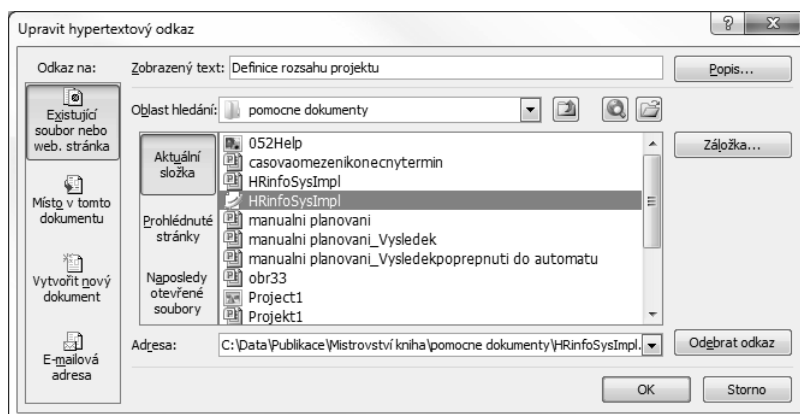 Upravit hypertextový odkaz
Odkaz na:
Zobrazený text: Definice rozsahu projektu
Popis...
Existující
soubor nebo
web. stránka
Místo v tomto
dokumentu
Vytvořit nový
dokument
E-mailová
adresa
Oblast hledání: pomocne dokumenty
Aktuální
složka
Prohlédnuté
stránky
Naposledy
otevřené
soubory
052Help
casovaomezenikonecnytermin
HRinfoSysImpl
HRinfoSysImpl
manualni planovani
manualni planovani_Vysledek
manualni planovani_Vysledekpoprepnuti do automatu
obr33
Project1
Projekt1
Záložka...
Adresa: C:\Data\Publikace\Mistrovství kniha\pomocne dokumenty\HRinfoSysImpl.
Odebrat odkaz
OK
Storno